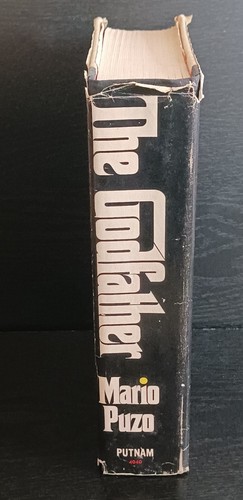 The Godfather
Mario
Puzo
PUTNAM